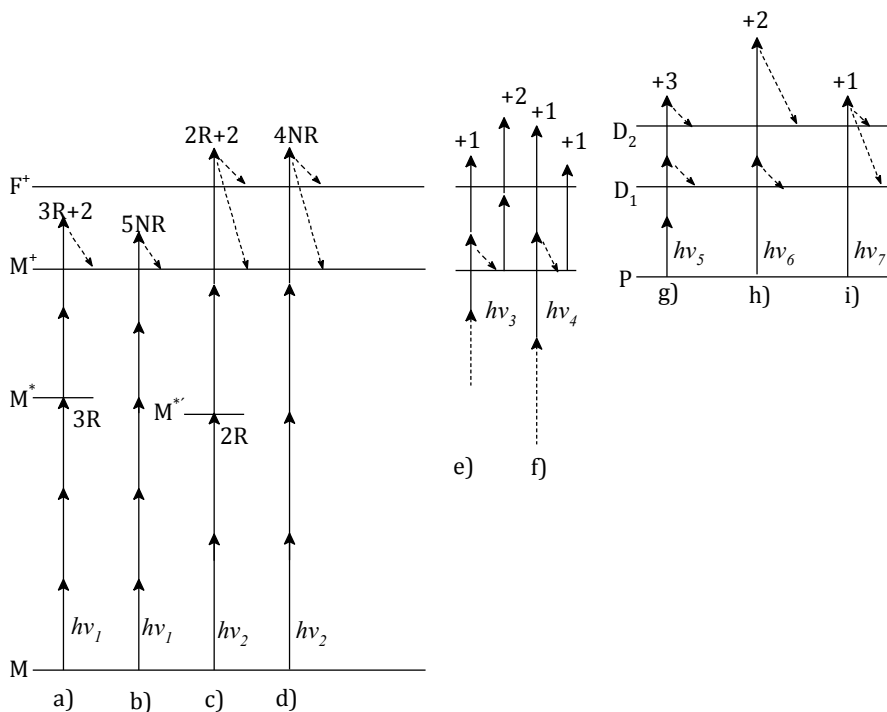 +2
+3
+1
D₂
D₁
P
hν₅
hν₆
hν₇
g)
h)
i)
+2
+1
+1
+1
hν₃
hν₄
e)
f)
2R+2
4NR
F⁺
3R+2
5NR
M⁺
M*
3R
M*′
2R
hν₁
hν₁
hν₂
hν₂
M
a)
b)
c)
d)